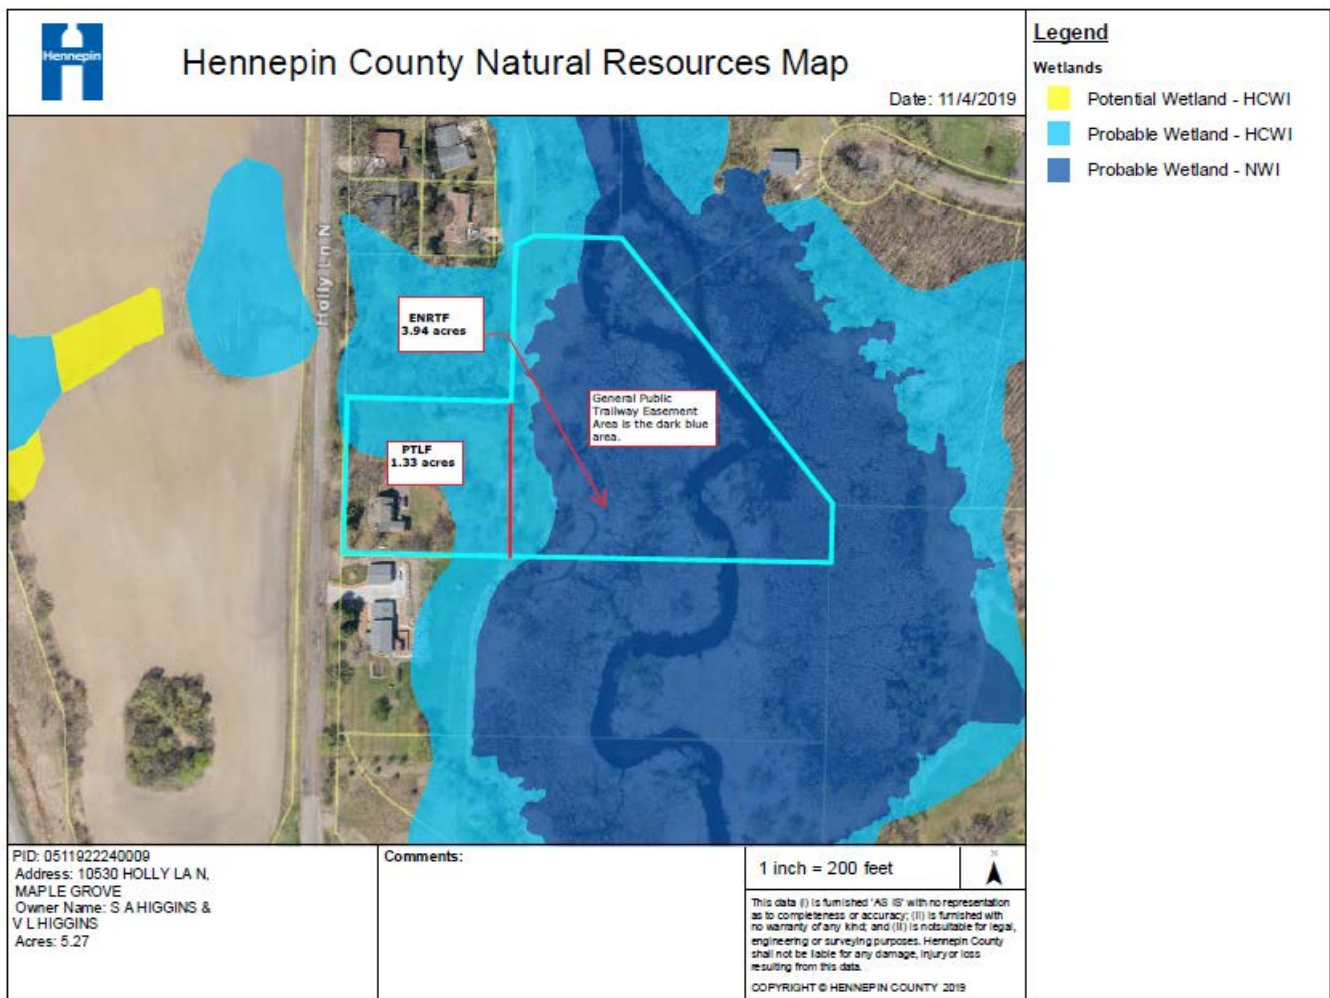 Hennepin
Hennepin County Natural Resources Map
Date: 11/4/2019
Legend
Wetlands
Potential Wetland - HCWI
Probable Wetland - HCWI
Probable Wetland - NWI
Holly Ln N
ENRTF
3.94 acres
General Public
Trailway Easement
Area is the dark blue
area.
PTLF
1.33 acres
PID: 0511922240009
Address: 10530 HOLLY LA N,
MAPLE GROVE
Owner Name: S A HIGGINS &
V L HIGGINS
Acres: 5.27
Comments:
1 inch = 200 feet
N
This data (i) is furnished 'AS IS' with no representation
as to completeness or accuracy; (ii) is furnished with
no warranty of any kind; and (iii) is notsuitable for legal,
engineering or surveying purposes. Hennepin County
shall not be liable for any damage, injury or loss
resulting from this data.
COPYRIGHT © HENNEPIN COUNTY 2019